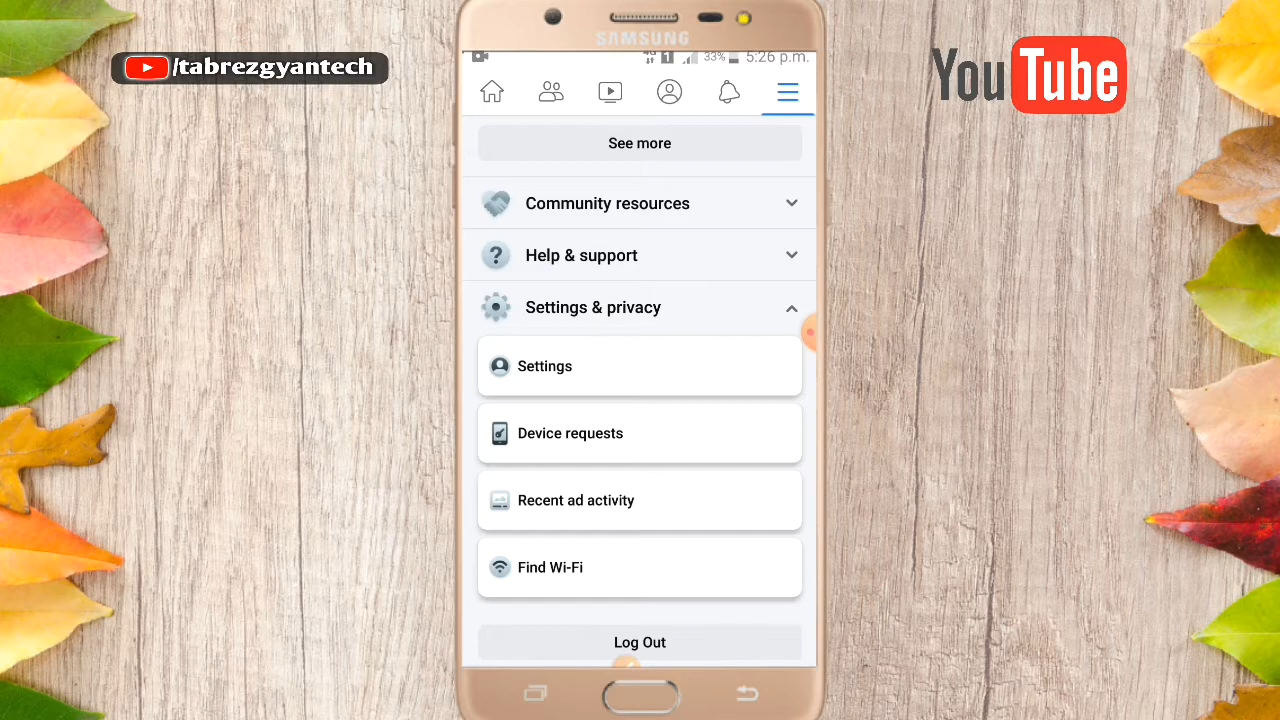 /tabrezgyantech
YouTube
SAMSUNG
1 33% 5:26 p.m.
See more
Community resources
Help & support
Settings & privacy
Settings
Device requests
Recent ad activity
Find Wi-Fi
Log Out